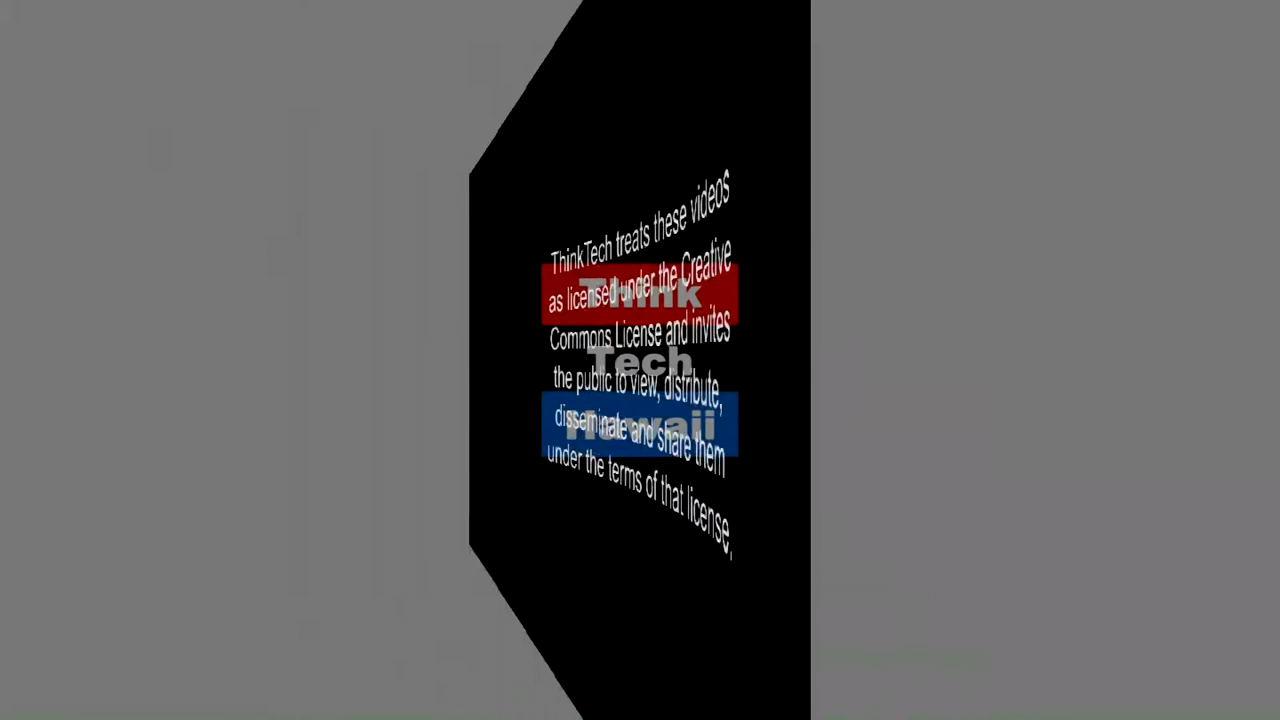 ThinkTech treats these videos
as licensed under the Creative
Commons License and invites
the public to view, distribute,
disseminate and share them
under the terms of that license.
Think
Tech
Hawaii